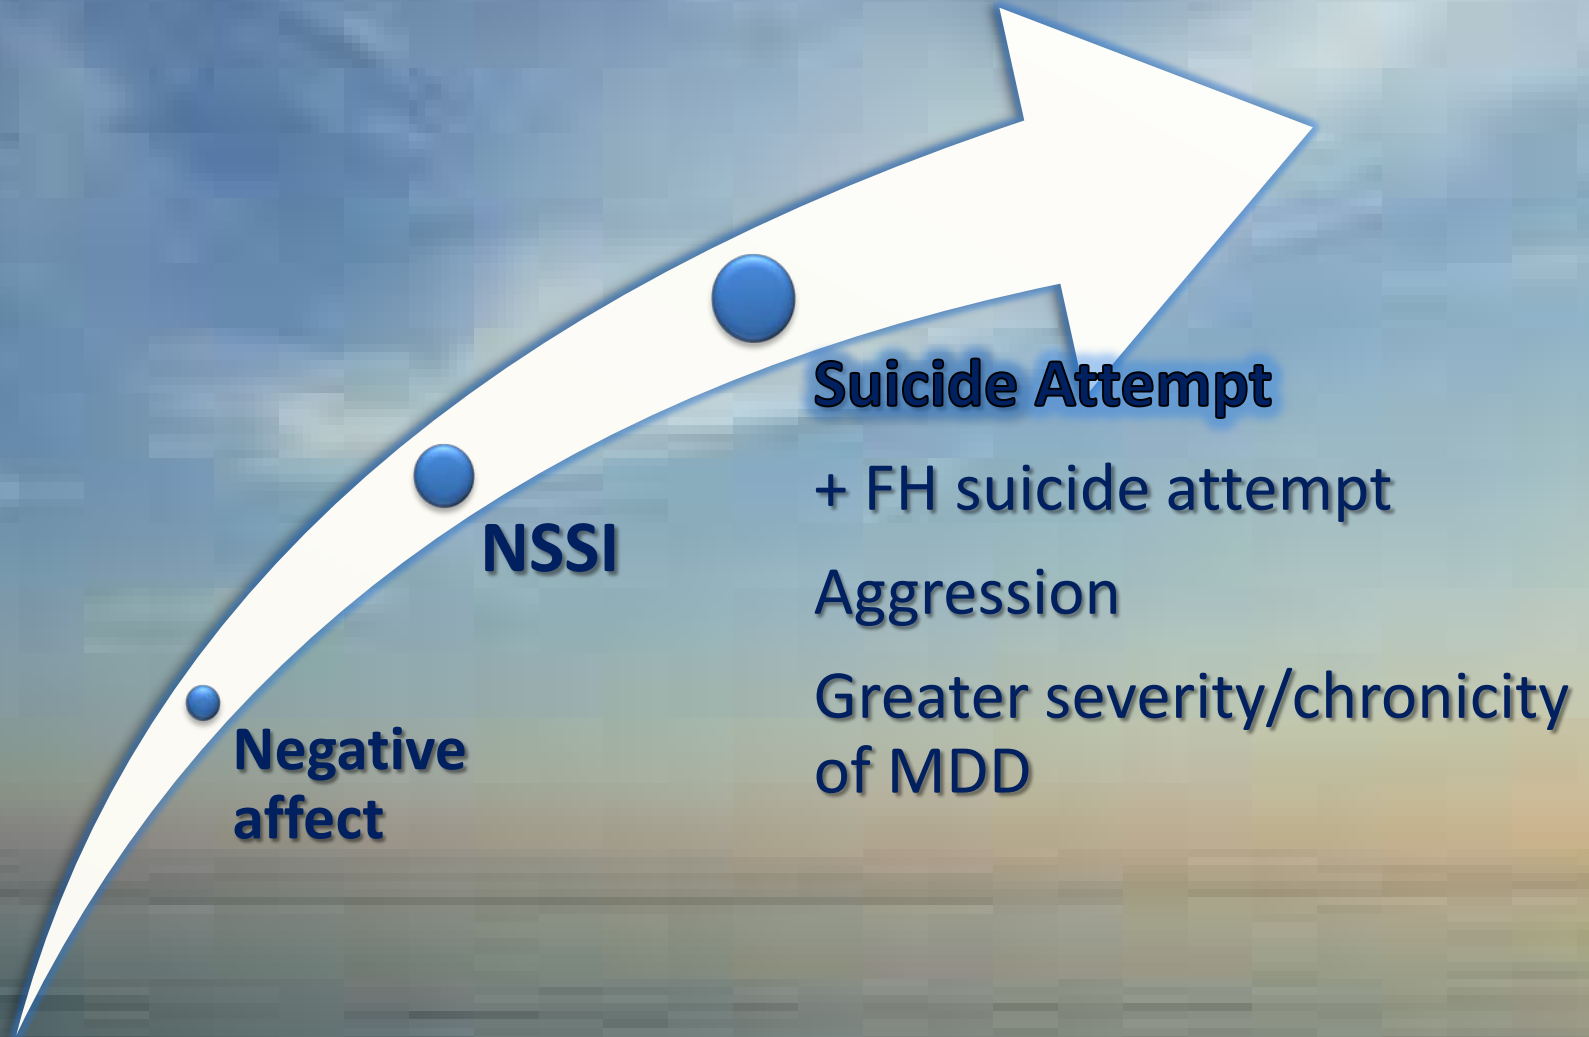 Suicide Attempt
+ FH suicide attempt
NSSI
Aggression
Greater severity/chronicity
of MDD
Negative
affect